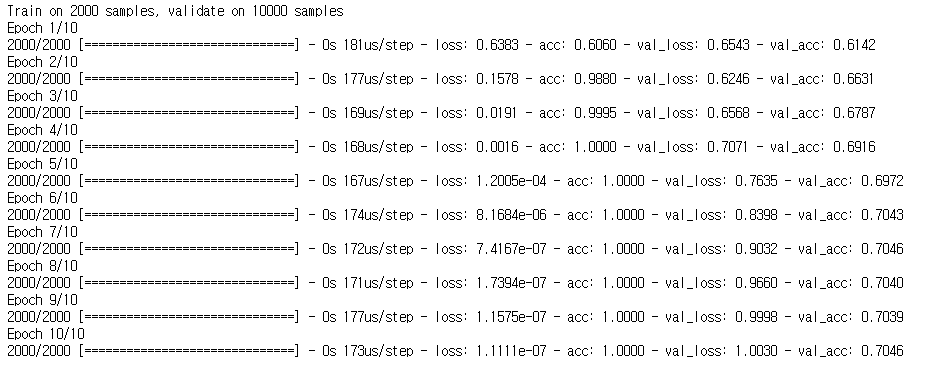 Train on 2000 samples, validate on 10000 samples
Epoch 1/10
2000/2000 [==============================] - 0s 181us/step - loss: 0.6383 - acc: 0.6060 - val_loss: 0.6543 - val_acc: 0.6142
Epoch 2/10
2000/2000 [==============================] - 0s 177us/step - loss: 0.1578 - acc: 0.9880 - val_loss: 0.6246 - val_acc: 0.6631
Epoch 3/10
2000/2000 [==============================] - 0s 169us/step - loss: 0.0191 - acc: 0.9995 - val_loss: 0.6568 - val_acc: 0.6787
Epoch 4/10
2000/2000 [==============================] - 0s 168us/step - loss: 0.0016 - acc: 1.0000 - val_loss: 0.7071 - val_acc: 0.6916
Epoch 5/10
2000/2000 [==============================] - 0s 167us/step - loss: 1.2005e-04 - acc: 1.0000 - val_loss: 0.7635 - val_acc: 0.6972
Epoch 6/10
2000/2000 [==============================] - 0s 174us/step - loss: 8.1684e-06 - acc: 1.0000 - val_loss: 0.8398 - val_acc: 0.7043
Epoch 7/10
2000/2000 [==============================] - 0s 172us/step - loss: 7.4167e-07 - acc: 1.0000 - val_loss: 0.9032 - val_acc: 0.7046
Epoch 8/10
2000/2000 [==============================] - 0s 171us/step - loss: 1.7394e-07 - acc: 1.0000 - val_loss: 0.9660 - val_acc: 0.7040
Epoch 9/10
2000/2000 [==============================] - 0s 177us/step - loss: 1.1575e-07 - acc: 1.0000 - val_loss: 0.9998 - val_acc: 0.7039
Epoch 10/10
2000/2000 [==============================] - 0s 173us/step - loss: 1.1111e-07 - acc: 1.0000 - val_loss: 1.0030 - val_acc: 0.7046